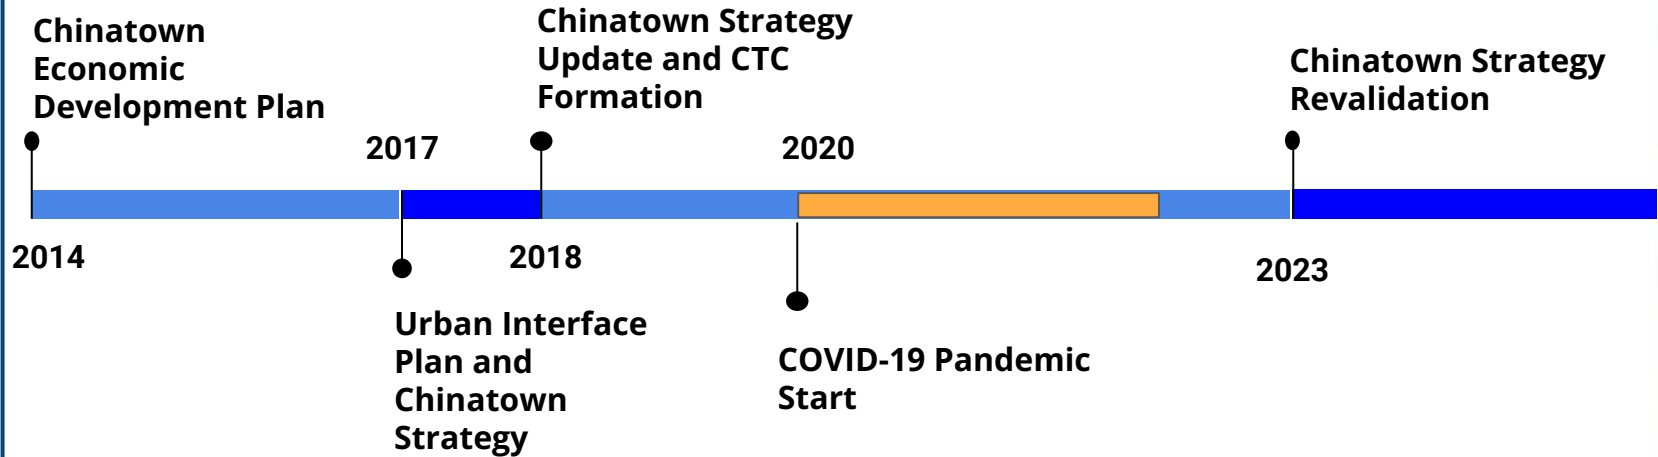 Chinatown
Economic
Development Plan
2014
2017
Urban Interface
Plan and
Chinatown
Strategy
Chinatown Strategy
Update and CTC
Formation
2018
2020
COVID-19 Pandemic
Start
Chinatown Strategy
Revalidation
2023